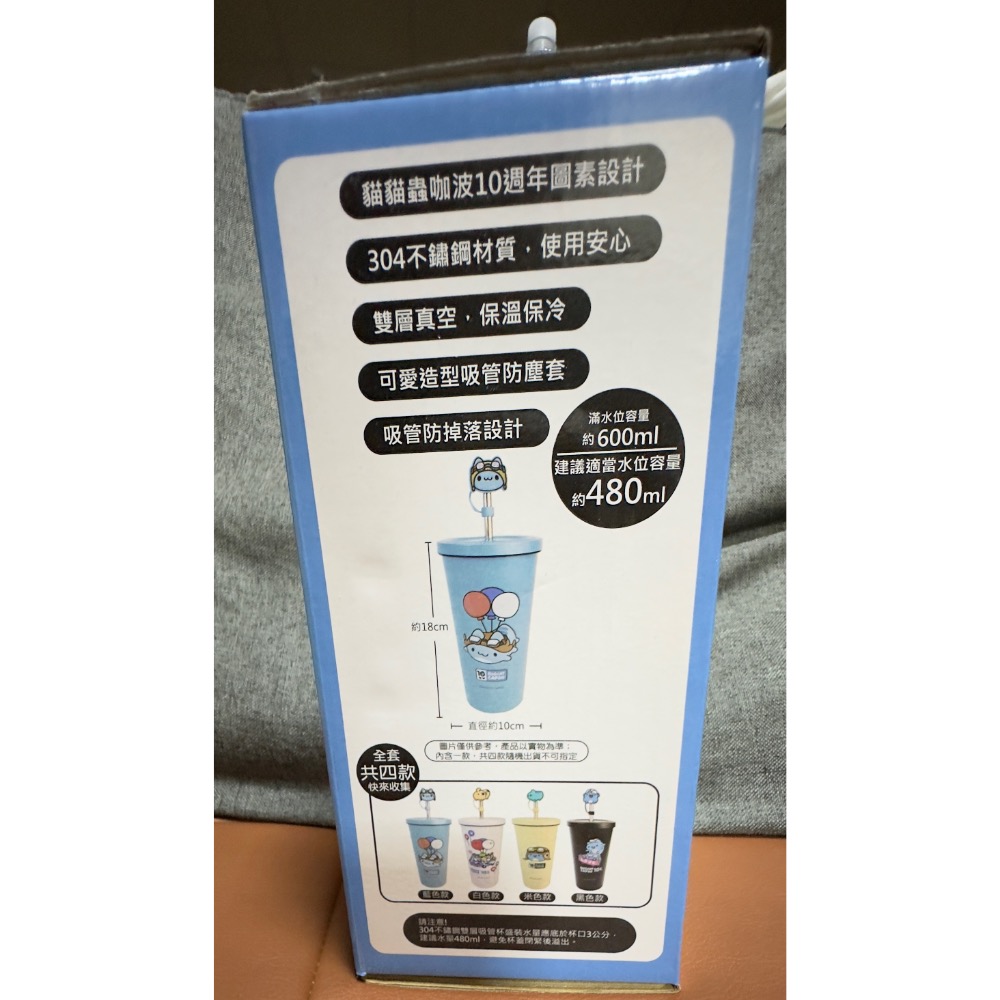 貓貓蟲咖波10週年圖素設計
304不鏽鋼材質，使用安心
雙層真空，保溫保冷
可愛造型吸管防塵套
吸管防掉落設計
滿水位容量
約600ml
建議適當水位容量
約480ml
約18cm
直徑約10cm
圖片僅供參考，產品以實物為準；
內含一款，共四款隨機出貨不可指定
全套
共四款
快來收集
藍色款
白色款
米色款
黑色款
請注意!
304不鏽鋼雙層吸管杯盛裝水量應底於杯口3公分，
建議水量480ml，避免杯蓋閉緊後溢出。